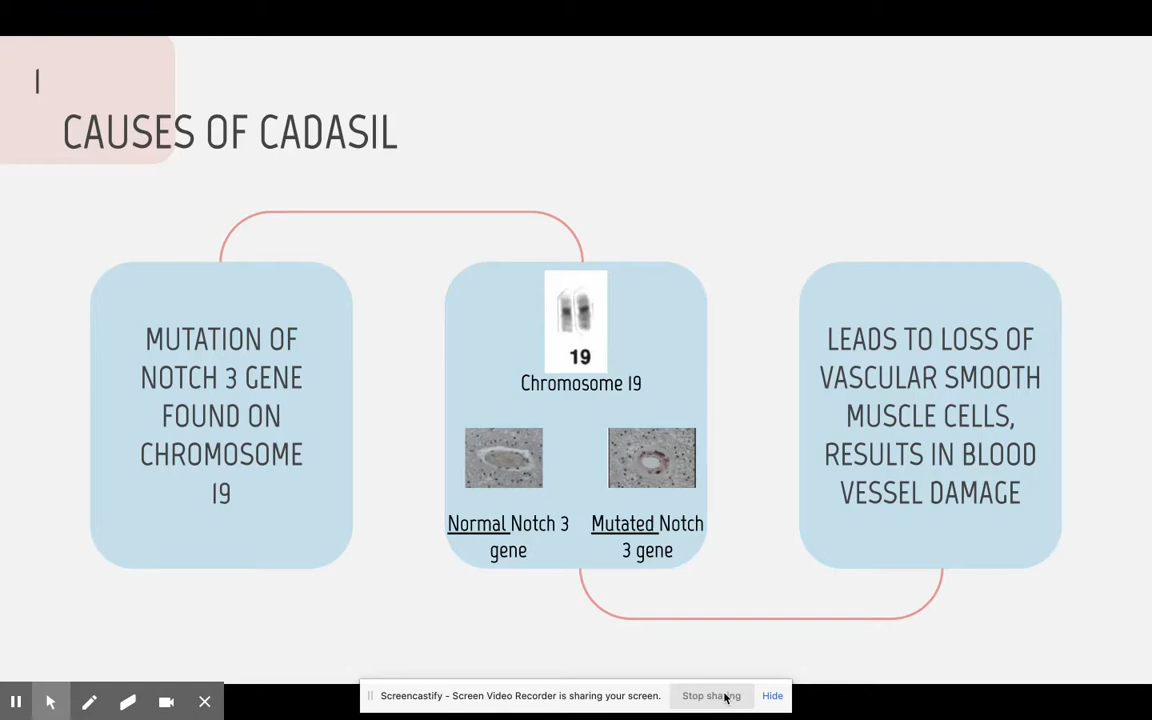 I
CAUSES OF CADASIL
MUTATION OF
NOTCH 3 GENE
FOUND ON
CHROMOSOME
19
19
Chromosome 19
Normal Notch 3
gene
Mutated Notch
3 gene
LEADS TO LOSS OF
VASCULAR SMOOTH
MUSCLE CELLS,
RESULTS IN BLOOD
VESSEL DAMAGE
Screencastify - Screen Video Recorder is sharing your screen.
Stop sharing
Hide